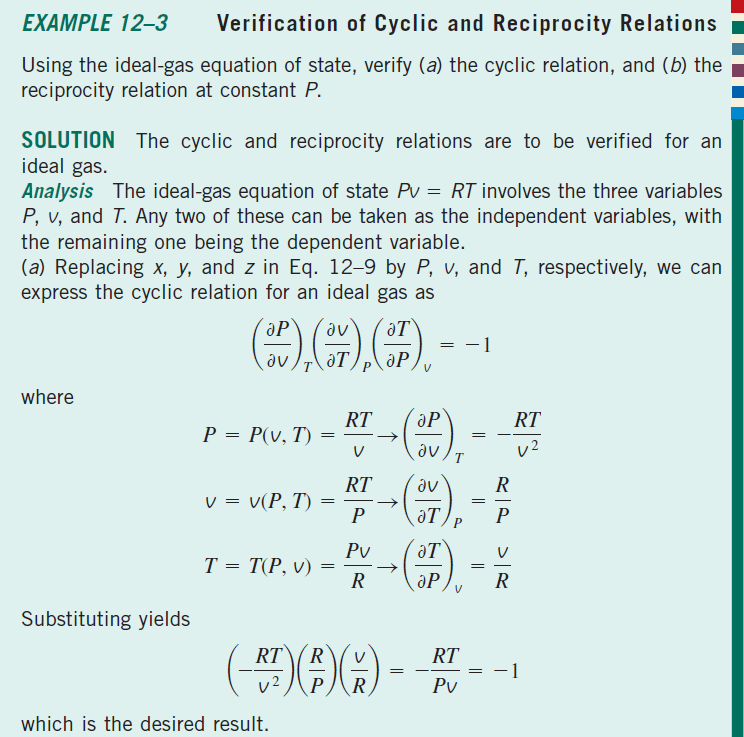 EXAMPLE 12–3 Verification of Cyclic and Reciprocity Relations
Using the ideal-gas equation of state, verify (a) the cyclic relation, and (b) the
reciprocity relation at constant P.
SOLUTION The cyclic and reciprocity relations are to be verified for an
ideal gas.
Analysis The ideal-gas equation of state Pv = RT involves the three variables
P, v, and T. Any two of these can be taken as the independent variables, with
the remaining one being the dependent variable.
(a) Replacing x, y, and z in Eq. 12–9 by P, v, and T, respectively, we can
express the cyclic relation for an ideal gas as
(∂P/∂v)_T (∂v/∂T)_P (∂T/∂P)_v = −1
where
P = P(v, T) = RT/v → (∂P/∂v)_T = −RT/v²
v = v(P, T) = RT/P → (∂v/∂T)_P = R/P
T = T(P, v) = Pv/R → (∂T/∂P)_v = v/R
Substituting yields
(−RT/v²)(R/P)(v/R) = −RT/Pv = −1
which is the desired result.